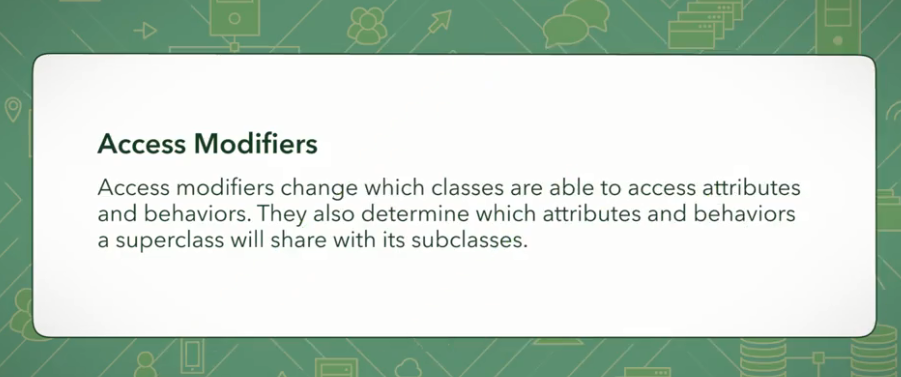 Access Modifiers
Access modifiers change which classes are able to access attributes
and behaviors. They also determine which attributes and behaviors
a superclass will share with its subclasses.